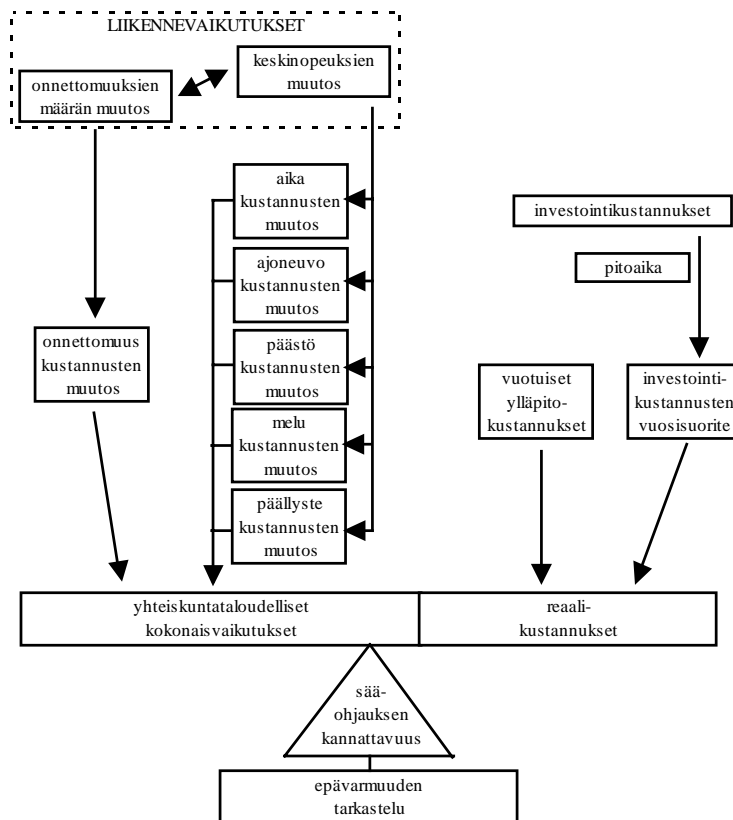 LIIKENNEVAIKUTUKSET
onnettomuuksien
määrän muutos
keskinopeuksien
muutos
aika
kustannusten
muutos
ajoneuvo
kustannusten
muutos
päästö
kustannusten
muutos
melu
kustannusten
muutos
päällyste
kustannusten
muutos
onnettomuus
kustannusten
muutos
investointikustannukset
pitoaika
vuotuiset
ylläpito-
kustannukset
investointi-
kustannusten
vuosisuorite
yhteiskuntataloudelliset
kokonaisvaikutukset
reaali-
kustannukset
sää-
ohjauksen
kannattavuus
epävarmuuden
tarkastelu